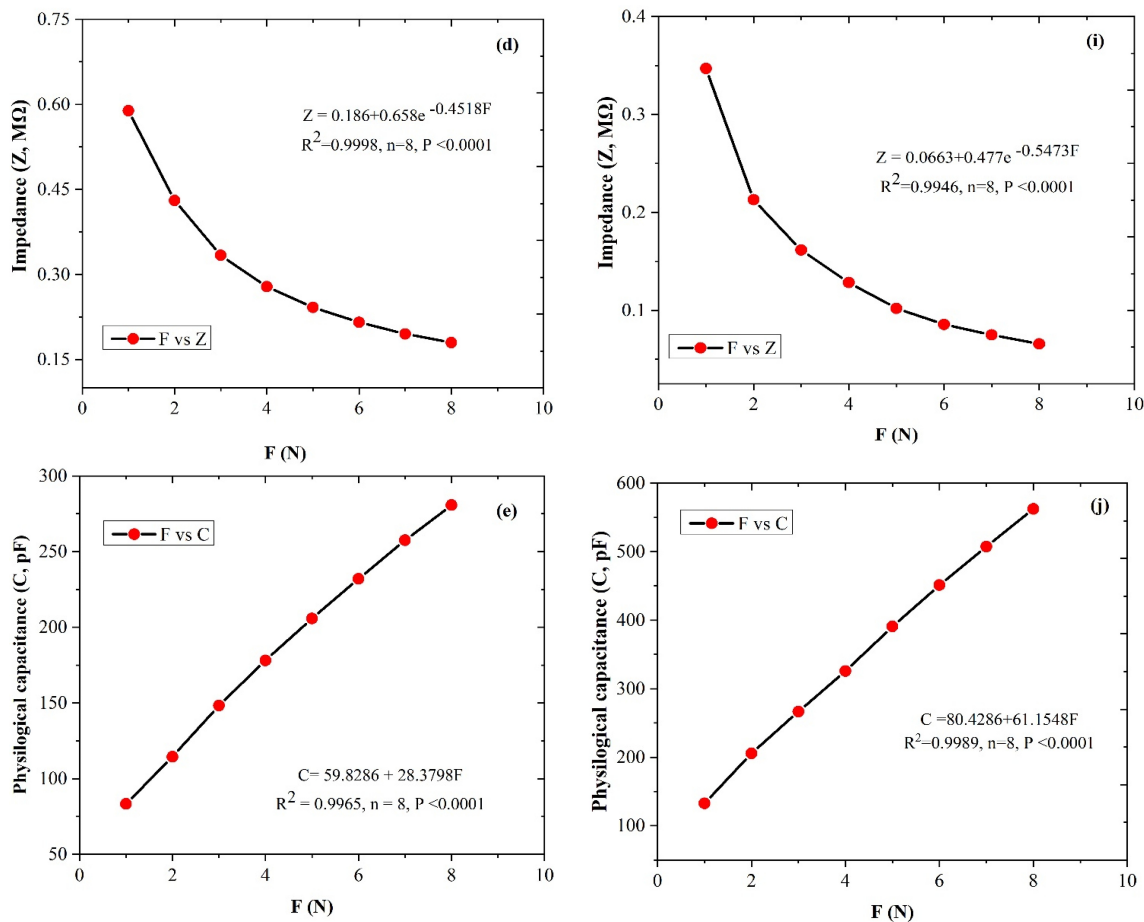 (d)
0.75
0.60
0.45
0.30
0.15
Impedance (Z, MΩ)
Z = 0.186+0.658e^-0.4518F
R²=0.9998, n=8, P <0.0001
F vs Z
0 2 4 6 8 10
F (N)
(i)
0.4
0.3
0.2
0.1
Impedance (Z, MΩ)
Z = 0.0663+0.477e^-0.5473F
R²=0.9946, n=8, P <0.0001
F vs Z
0 2 4 6 8 10
F (N)
(e)
300
250
200
150
100
50
Physilogical capacitance (C, pF)
F vs C
C= 59.8286 + 28.3798F
R² = 0.9965, n = 8, P <0.0001
0 2 4 6 8 10
F (N)
(j)
600
500
400
300
200
100
Physilogical capacitance (C, pF)
F vs C
C =80.4286+61.1548F
R²=0.9989, n=8, P <0.0001
0 2 4 6 8 10
F (N)